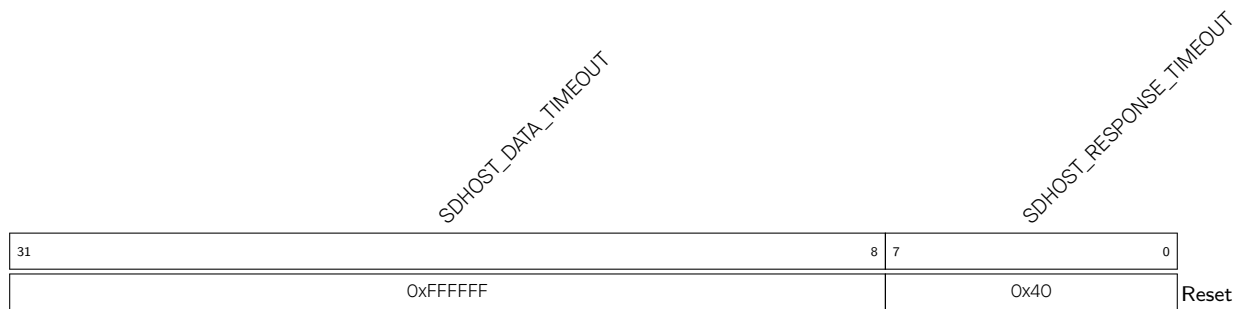 SDHOST_DATA_TIMEOUT
SDHOST_RESPONSE_TIMEOUT
31 8 7 0
0xFFFFFF 0x40 Reset